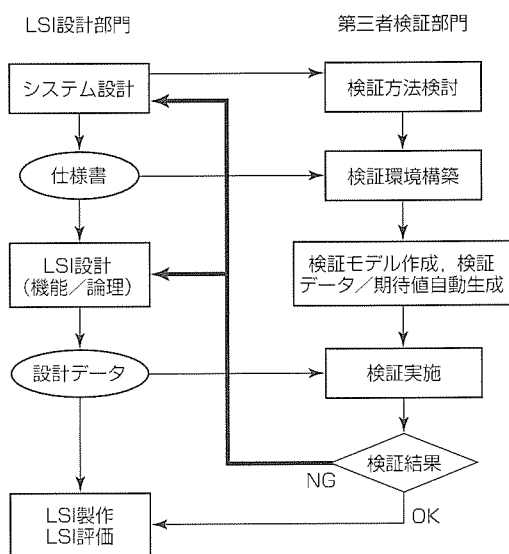 LSI設計部門
第三者検証部門
システム設計
検証方法検討
仕様書
検証環境構築
LSI設計
(機能/論理)
検証モデル作成,検証
データ/期待値自動生成
設計データ
検証実施
検証結果
NG
OK
LSI製作
LSI評価